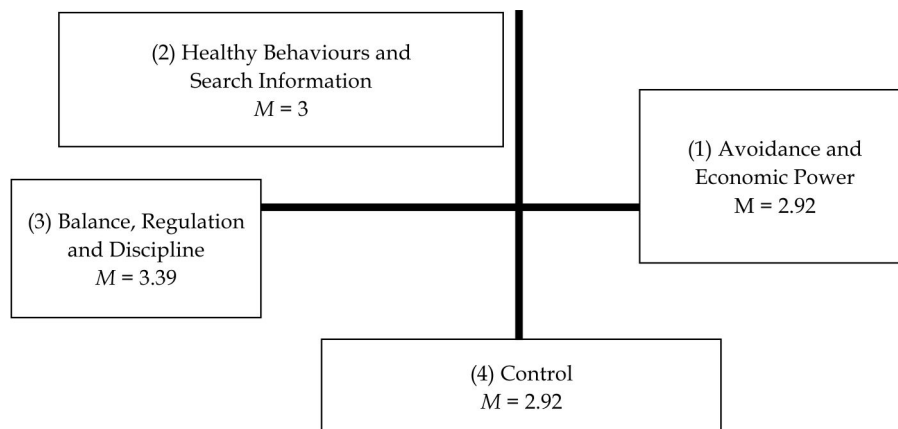 (2) Healthy Behaviours and
Search Information
M = 3
(1) Avoidance and
Economic Power
M = 2.92
(3) Balance, Regulation
and Discipline
M = 3.39
(4) Control
M = 2.92